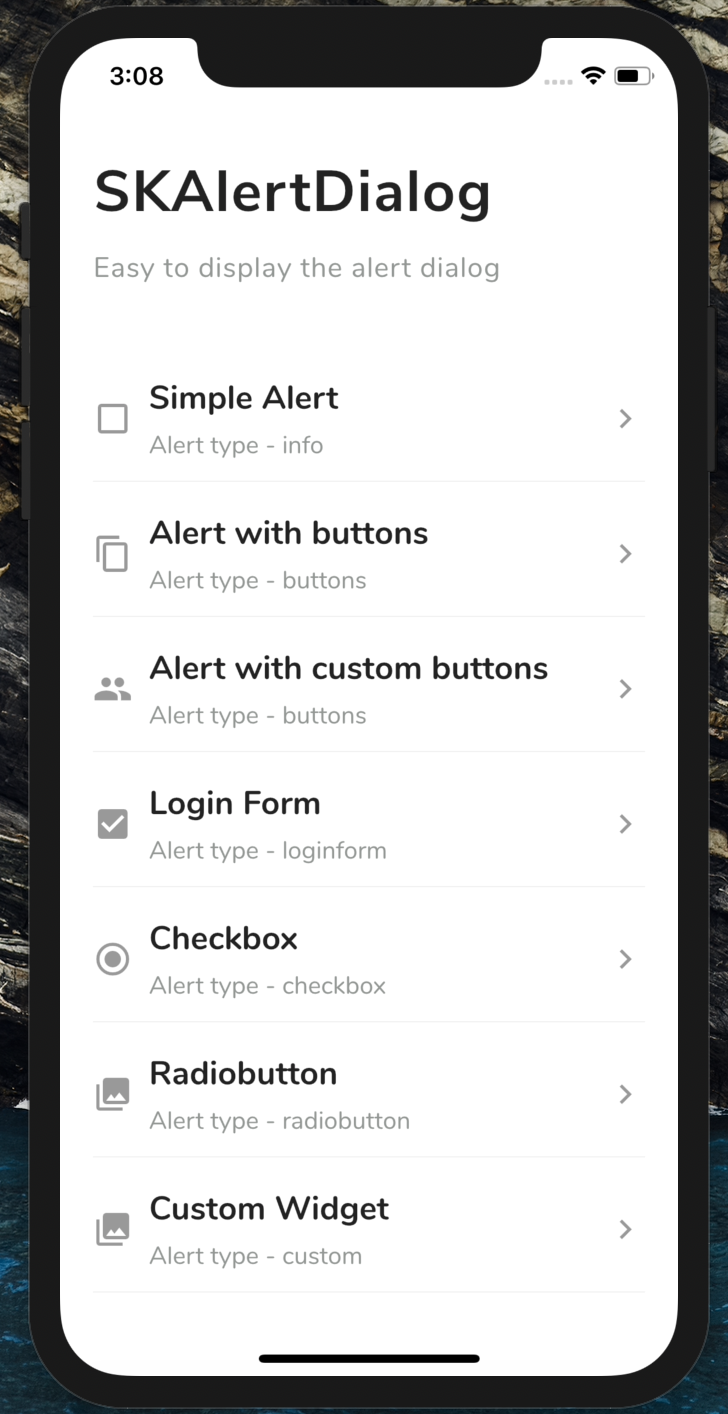 3:08
SKAlertDialog
Easy to display the alert dialog
Simple Alert
Alert type - info
Alert with buttons
Alert type - buttons
Alert with custom buttons
Alert type - buttons
Login Form
Alert type - loginform
Checkbox
Alert type - checkbox
Radiobutton
Alert type - radiobutton
Custom Widget
Alert type - custom